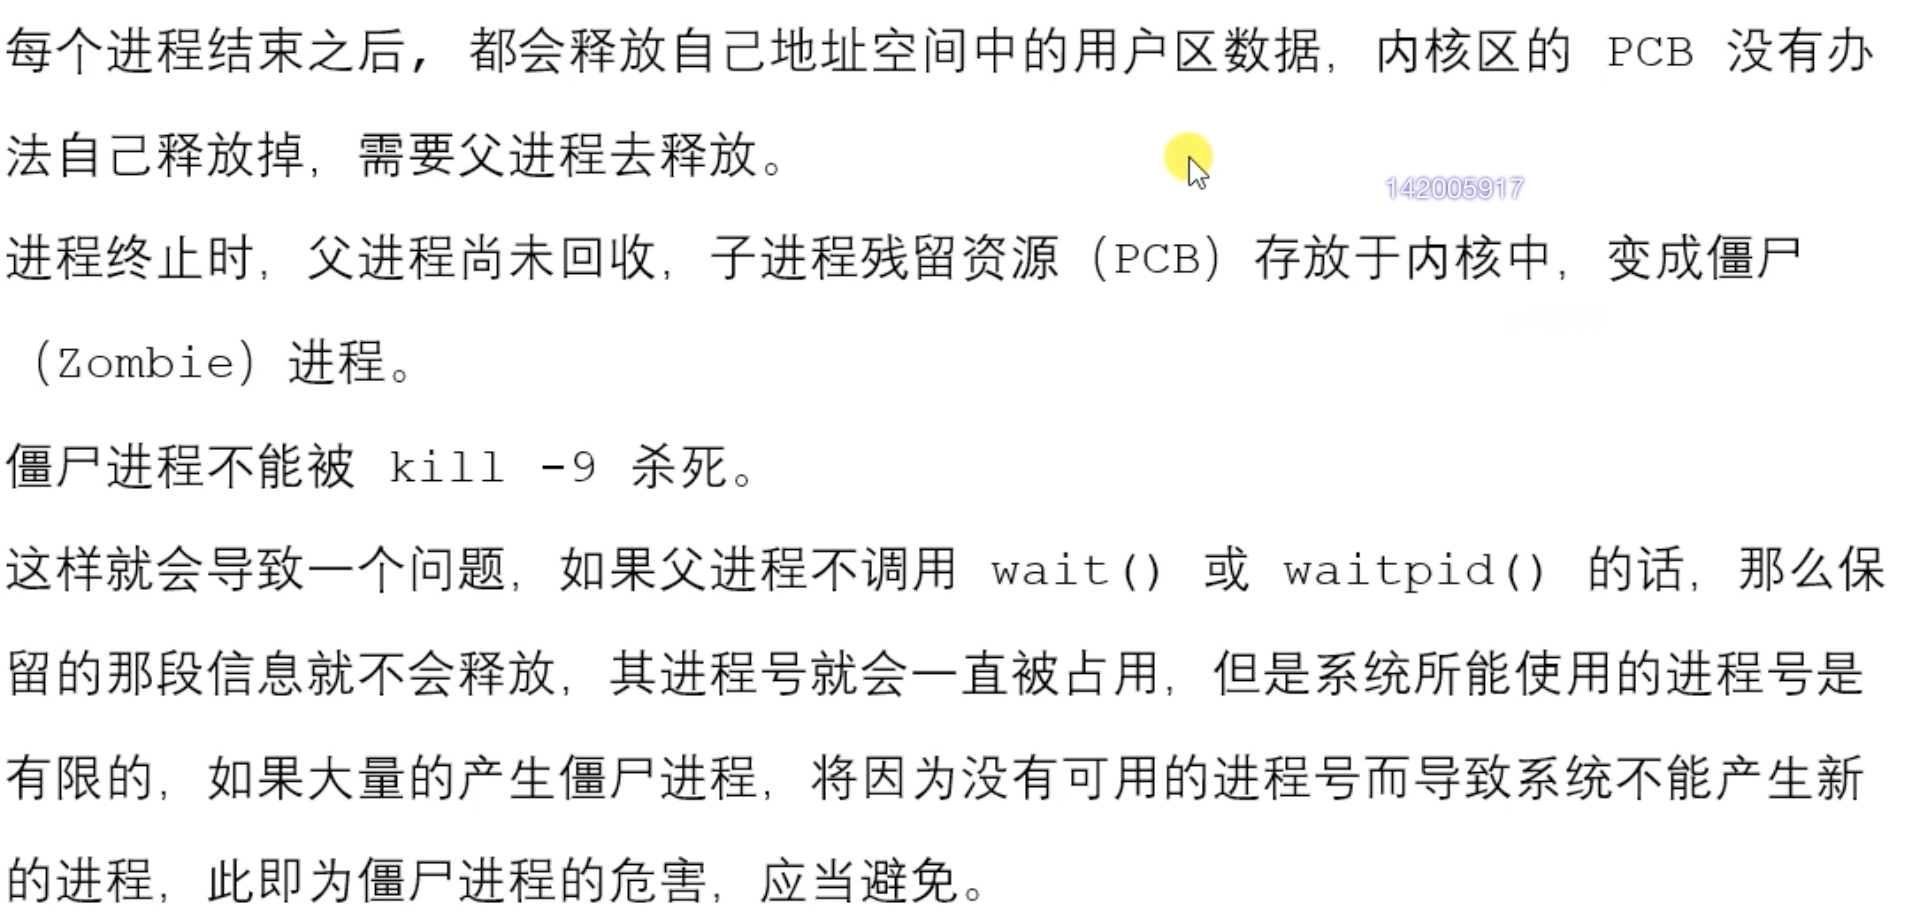 每个进程结束之后, 都会释放自己地址空间中的用户区数据，内核区的 PCB 没有办
法自己释放掉，需要父进程去释放。
142005917
进程终止时，父进程尚未回收，子进程残留资源（PCB）存放于内核中，变成僵尸
（Zombie）进程。
僵尸进程不能被 kill -9 杀死。
这样就会导致一个问题，如果父进程不调用 wait() 或 waitpid() 的话，那么保
留的那段信息就不会释放，其进程号就会一直被占用，但是系统所能使用的进程号是
有限的，如果大量的产生僵尸进程，将因为没有可用的进程号而导致系统不能产生新
的进程，此即为僵尸进程的危害，应当避免。